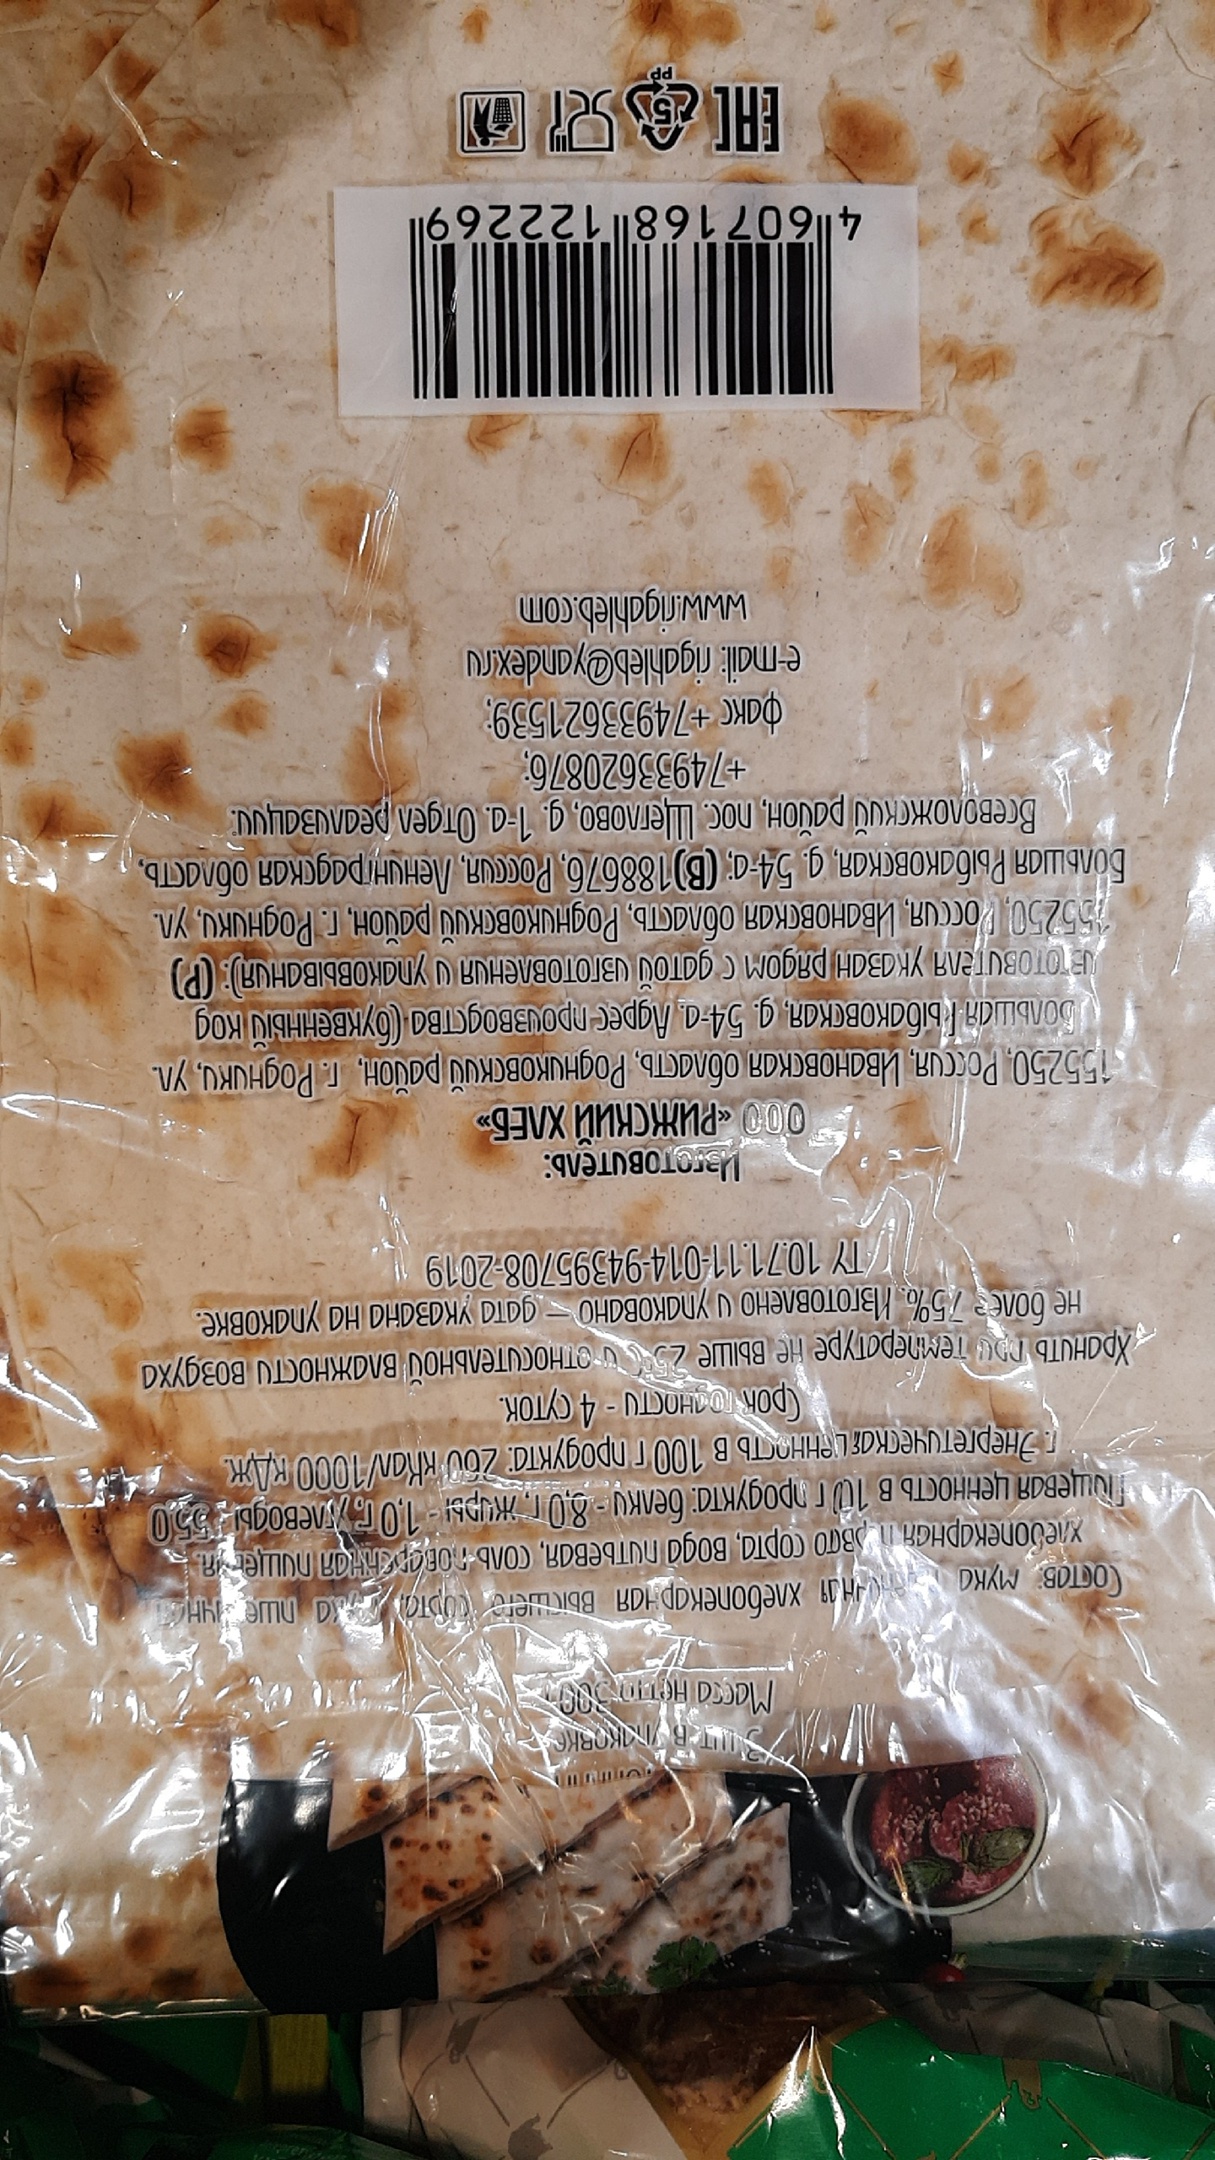 3 шт. в упаковке
Масса нетто 300 г
Состав: мука пшеничная хлебопекарная высшего сорта, мука пшеничная
хлебопекарная первого сорта, вода питьевая, соль поваренная пищевая.
Пищевая ценность в 100 г продукта: белки - 8,0 г, жиры - 1,0 г, углеводы - 55,0
г. Энергетическая ценность в 100 г продукта: 260 кКал/1000 кДж.
Срок годности - 4 суток.
Хранить при температуре не выше 25°С и относительной влажности воздуха
не более 75%. Изготовлено и упаковано — дата указана на упаковке.
ТУ 10.71.11-014-94395708-2019
Изготовитель:
ООО «РИЖСКИЙ ХЛЕБ»
155250, Россия, Ивановская область, Родниковский район, г. Родники, ул.
Большая Рыбаковская, д. 54-а. Адрес производства (буквенный код
изготовителя указан рядом с датой изготовления и упаковывания): (Р)
155250, Россия, Ивановская область, Родниковский район, г. Родники, ул.
Большая Рыбаковская, д. 54-а; (В)188676, Россия, Ленинградская область,
Всеволожский район, пос. Щеглово, д. 1-а. Отдел реализации:
+74933620876;
факс +74933621539;
e-mail: rigahleb@yandex.ru
www.rigahleb.com
4 607168 122269
EAC 5
PP